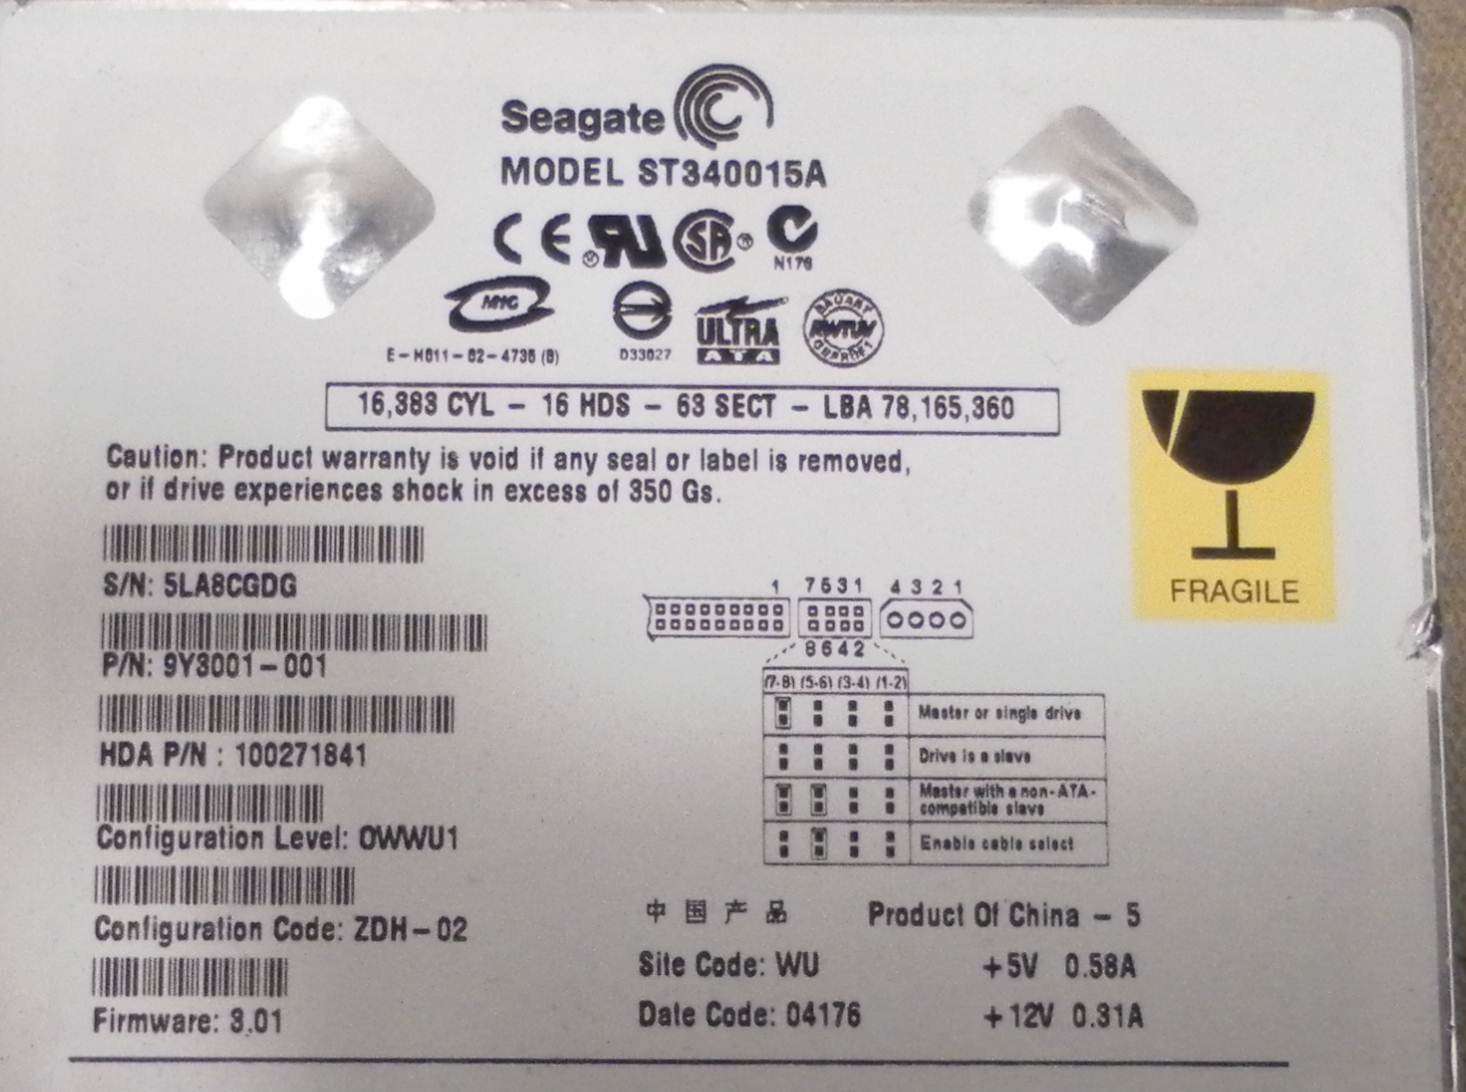 Seagate
MODEL ST340015A
CE ® SA ®
N176
E-H011-02-4736 (B)
D33027
ULTRA
ATA
16,383 CYL – 16 HDS – 63 SECT – LBA 78,165,360
Caution: Product warranty is void if any seal or label is removed,
or if drive experiences shock in excess of 350 Gs.
FRAGILE
S/N: 5LA8CGDG
P/N: 9Y3001-001
HDA P/N : 100271841
Configuration Level: OWWU1
Configuration Code: ZDH-02
Firmware: 3.01
1 7531 4321
8642
(7-8) (5-6) (3-4) (1-2)
Master or single drive
Drive is a slave
Master with a non-ATA-
compatible slave
Enable cable select
中国产品 Product Of China – 5
Site Code: WU +5V 0.58A
Date Code: 04176 +12V 0.31A